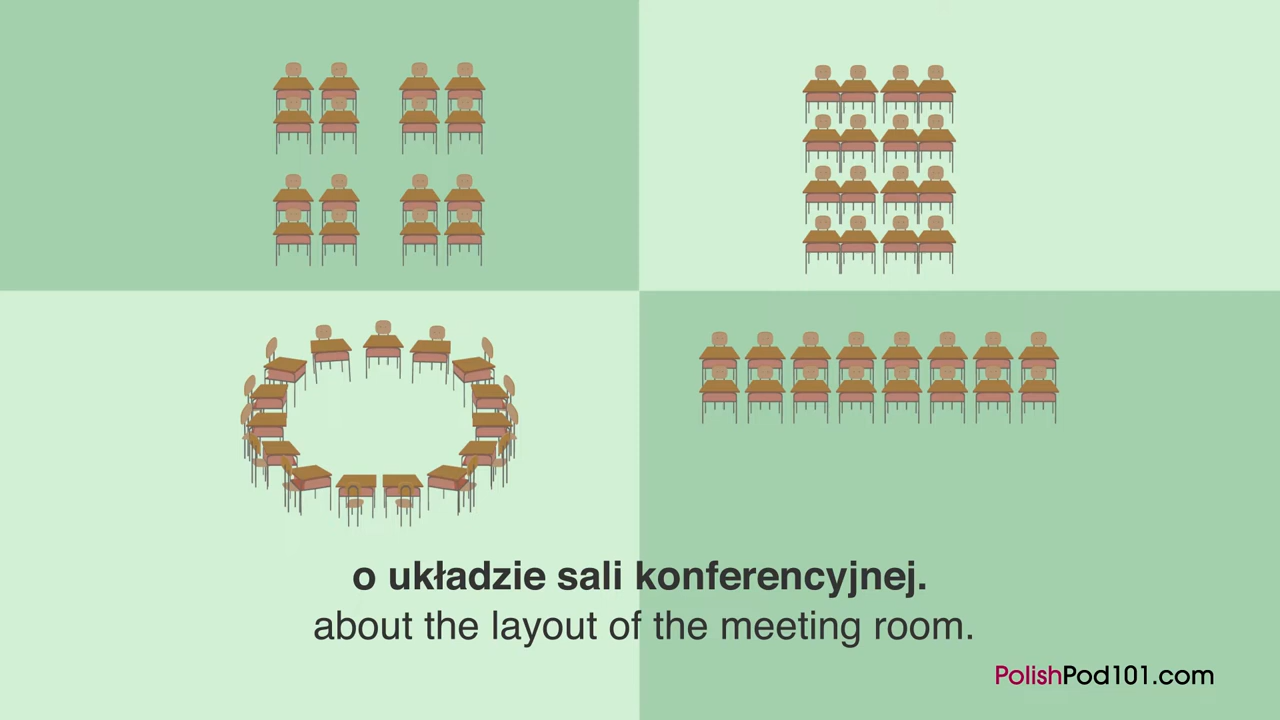 o układzie sali konferencyjnej.
about the layout of the meeting room.
PolishPod101.com